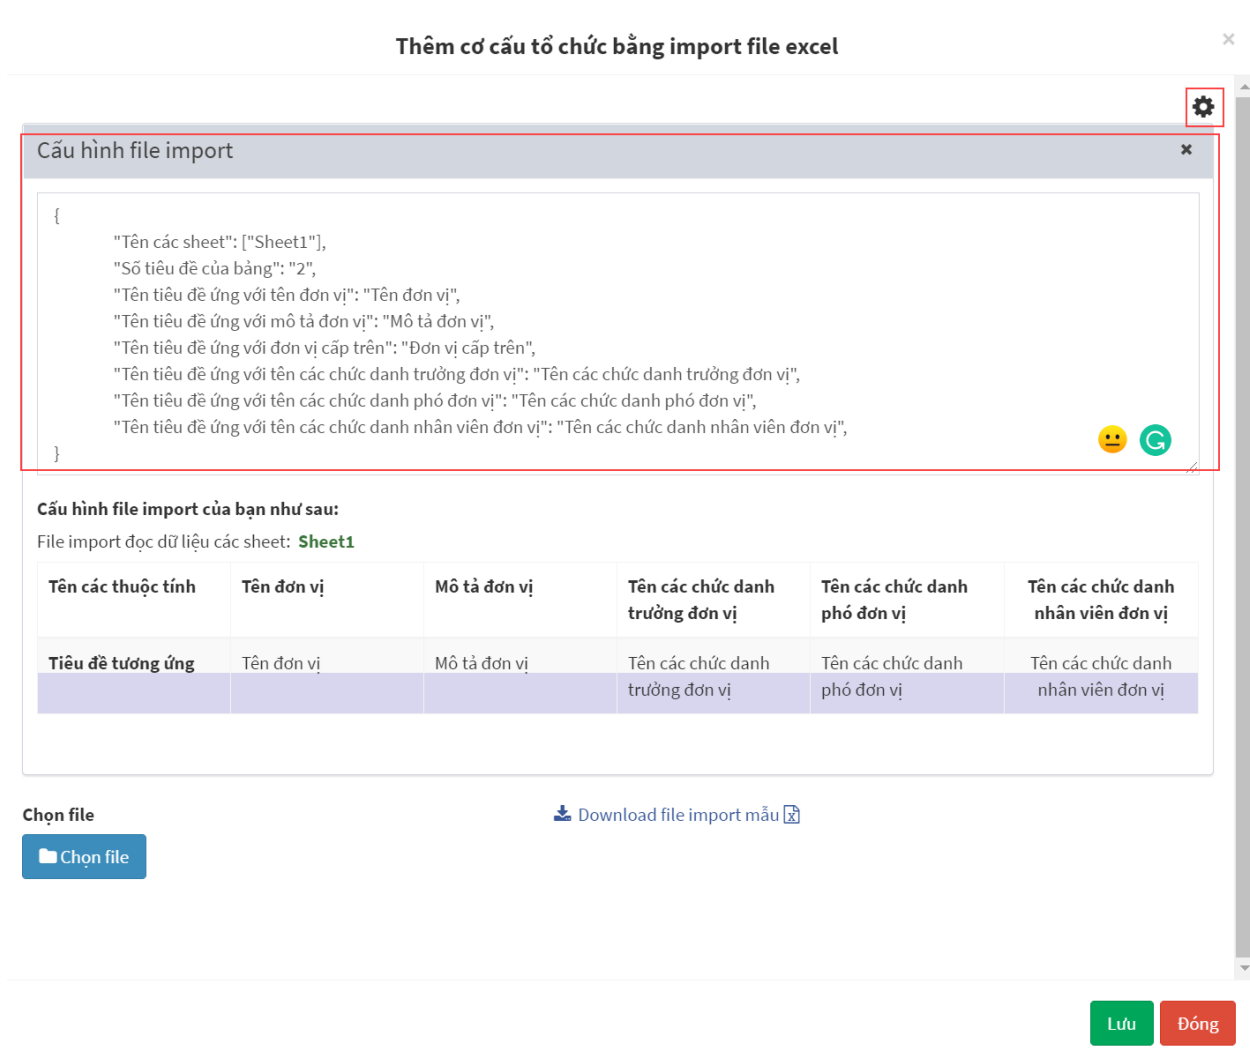 Thêm cơ cấu tổ chức bằng import file excel
×
Cấu hình file import
{
"Tên các sheet": ["Sheet1"],
"Số tiêu đề của bảng": "2",
"Tên tiêu đề ứng với tên đơn vị": "Tên đơn vị",
"Tên tiêu đề ứng với mô tả đơn vị": "Mô tả đơn vị",
"Tên tiêu đề ứng với đơn vị cấp trên": "Đơn vị cấp trên",
"Tên tiêu đề ứng với tên các chức danh trưởng đơn vị": "Tên các chức danh trưởng đơn vị",
"Tên tiêu đề ứng với tên các chức danh phó đơn vị": "Tên các chức danh phó đơn vị",
"Tên tiêu đề ứng với tên các chức danh nhân viên đơn vị": "Tên các chức danh nhân viên đơn vị",
}
Cấu hình file import của bạn như sau:
File import đọc dữ liệu các sheet: Sheet1
Tên các thuộc tính Tên đơn vị Mô tả đơn vị Tên các chức danh Tên các chức danh Tên các chức danh
trưởng đơn vị phó đơn vị nhân viên đơn vị
Tiêu đề tương ứng Tên đơn vị Mô tả đơn vị Tên các chức danh Tên các chức danh Tên các chức danh
trưởng đơn vị phó đơn vị nhân viên đơn vị
Chọn file Download file import mẫu
Chọn file
Lưu Đóng